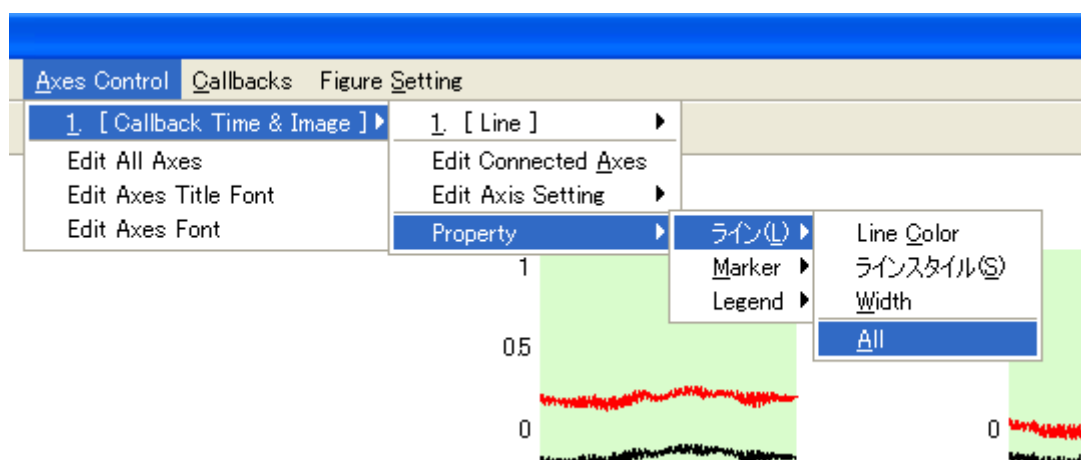 Axes Control Callbacks Figure Setting
1. [ Callback Time & Image ]
Edit All Axes
Edit Axes Title Font
Edit Axes Font
1. [ Line ]
Edit Connected Axes
Edit Axis Setting
Property
ライン(L)
Marker
Legend
Line Color
ラインスタイル(S)
Width
All
1
0.5
0
0